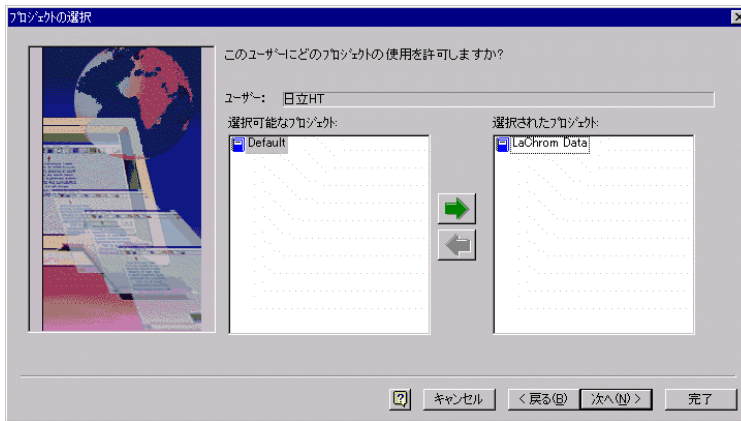 プロジェクトの選択
このユーザーにどのプロジェクトの使用を許可しますか?
ユーザー: 日立HT
選択可能なプロジェクト:
Default
選択されたプロジェクト:
LaChrom Data
キャンセル
< 戻る(B)
次へ(N) >
完了